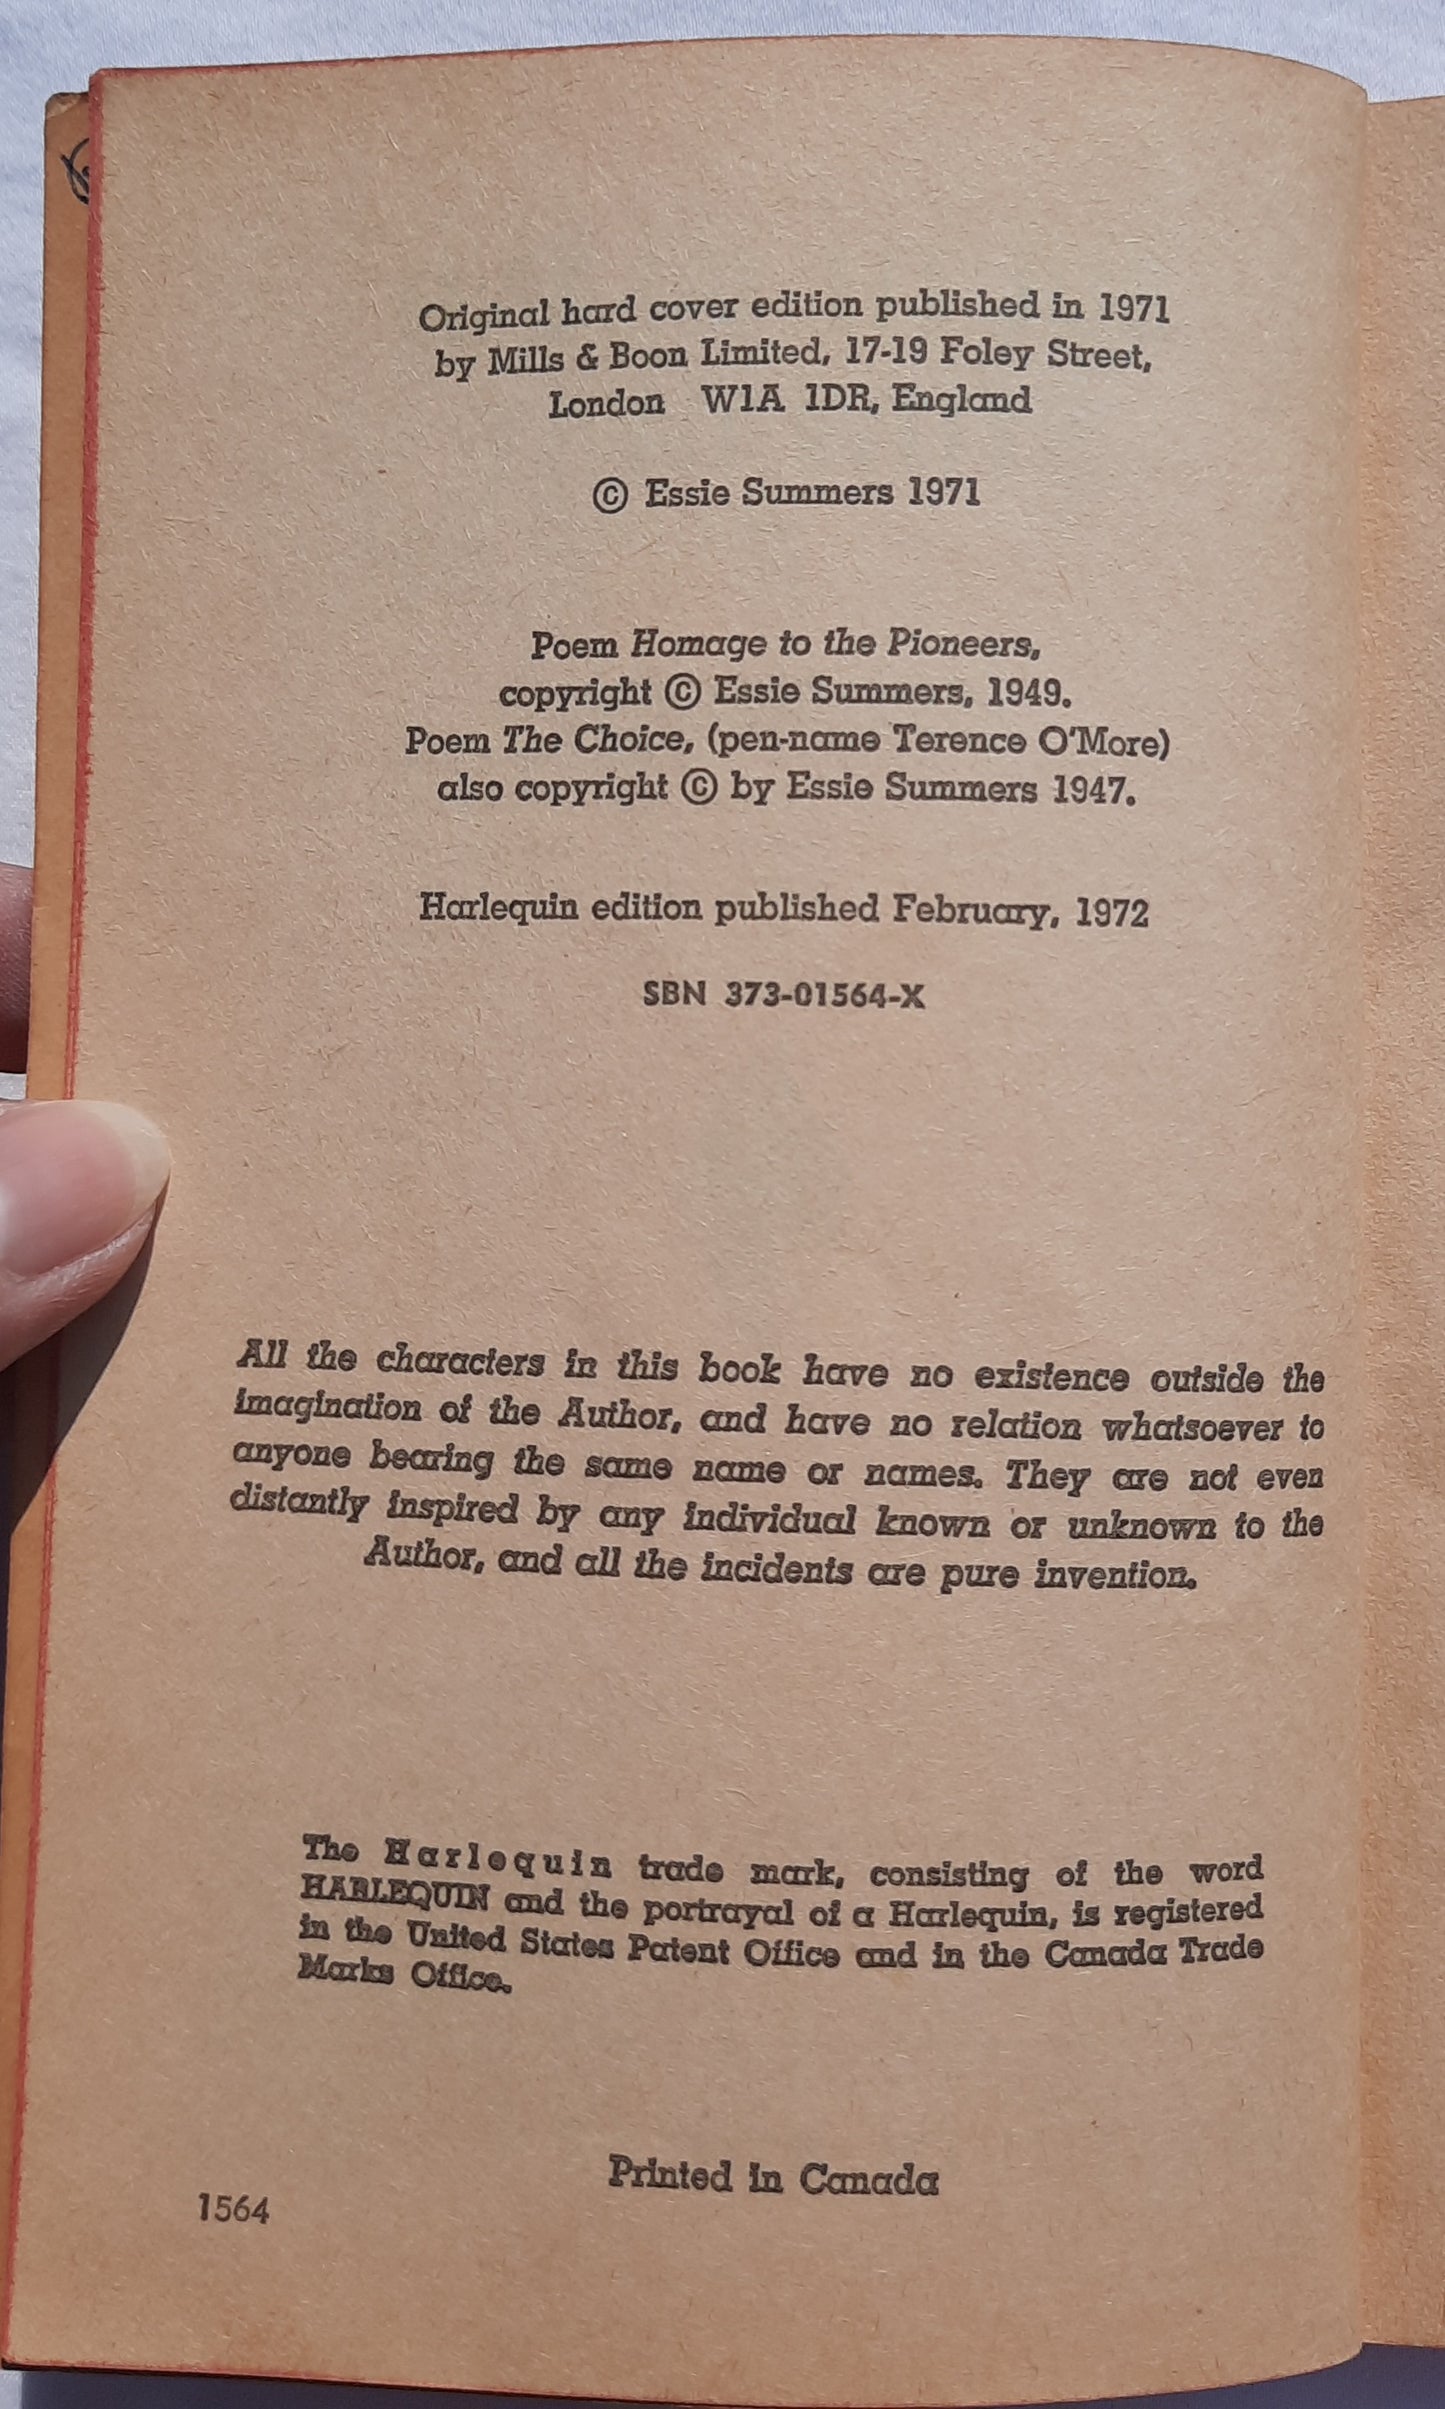 Original hard cover edition published in 1971
by Mills & Boon Limited, 17-19 Foley Street,
London W1A 1DR, England
© Essie Summers 1971
Poem Homage to the Pioneers,
copyright © Essie Summers, 1949.
Poem The Choice, (pen-name Terence O'More)
also copyright © by Essie Summers 1947.
Harlequin edition published February, 1972
SBN 373-01564-X
All the characters in this book have no existence outside the
imagination of the Author, and have no relation whatsoever to
anyone bearing the same name or names. They are not even
distantly inspired by any individual known or unknown to the
Author, and all the incidents are pure invention.
The Harlequin trade mark, consisting of the word
HARLEQUIN and the portrayal of a Harlequin, is registered
in the United States Patent Office and in the Canada Trade
Marks Office.
Printed in Canada
1564